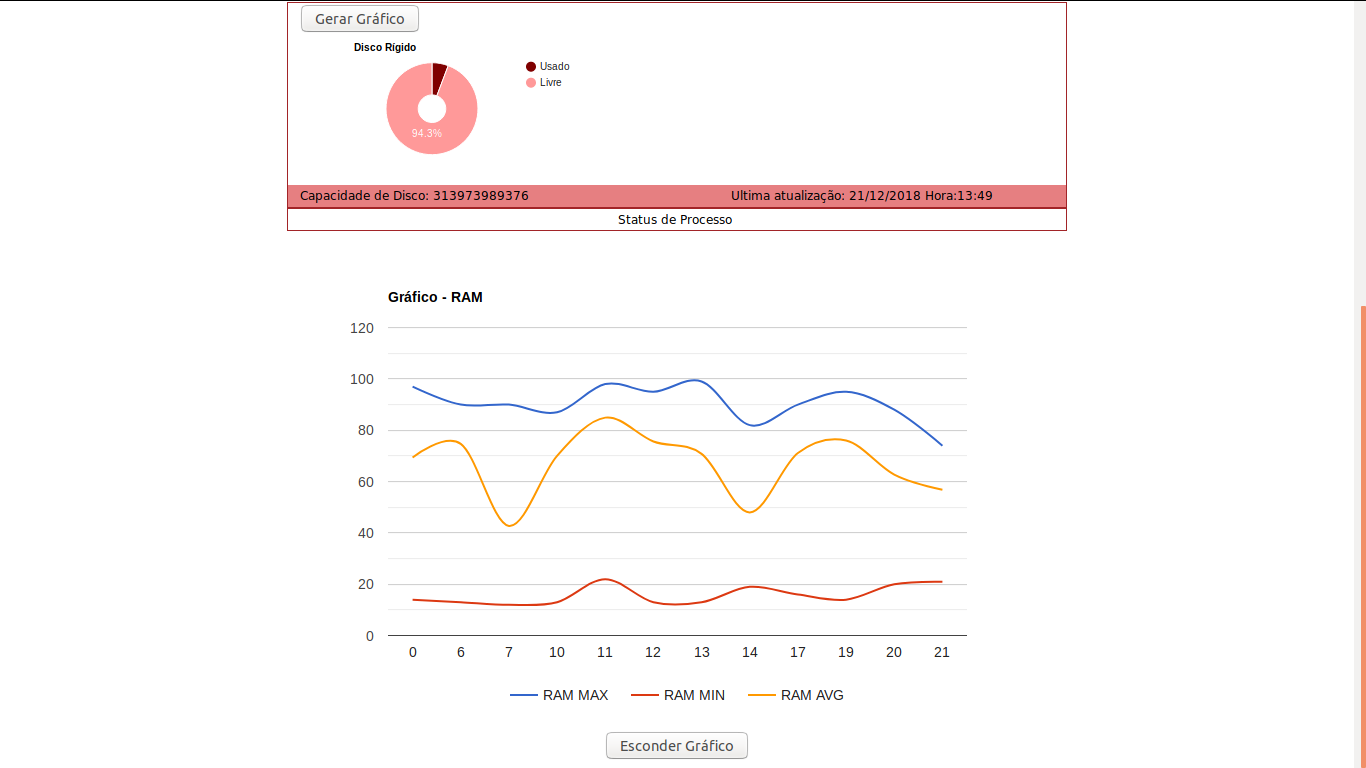 Gerar Gráfico
Disco Rígido
Usado
Livre
94.3%
Capacidade de Disco: 313973989376 Ultima atualização: 21/12/2018 Hora:13:49
Status de Processo
Gráfico - RAM
120
100
80
60
40
20
0
0 6 7 10 11 12 13 14 17 19 20 21
RAM MAX RAM MIN RAM AVG
Esconder Gráfico